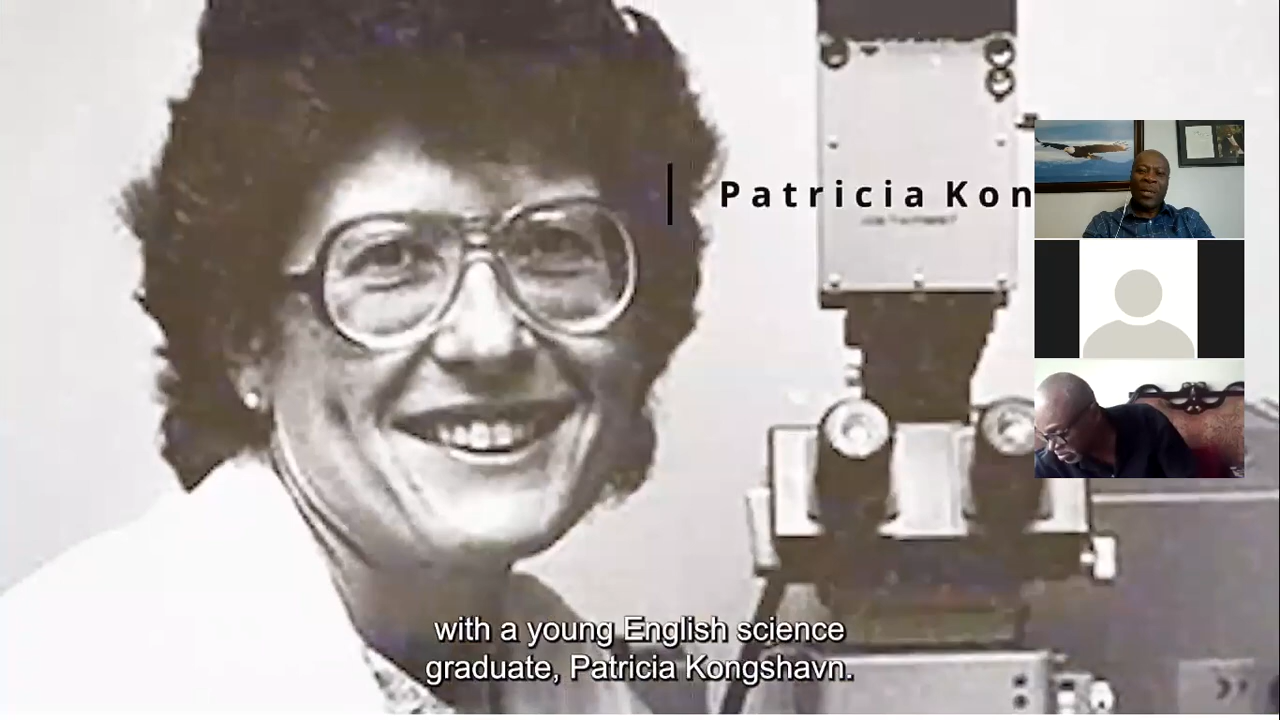 Patricia Kon
with a young English science
graduate, Patricia Kongshavn.